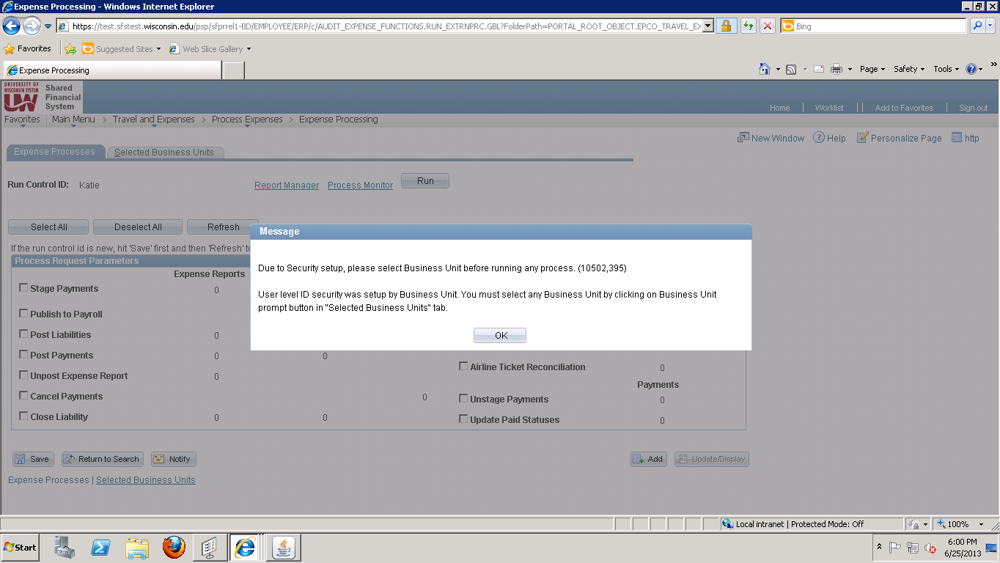 Expense Processing - Windows Internet Explorer
https://test.sfstest.wisconsin.edu/psp/sfprrel1-BD/EMPLOYEE/ERP/c/AUDIT_EXPENSE_FUNCTIONS.RUN_EXTRNPRC.GBL?FolderPath=PORTAL_ROOT_OBJECT.EPCO_TRAVEL_EX
Bing
Favorites Suggested Sites Web Slice Gallery
Expense Processing
Page Safety Tools
UNIVERSITY OF
WISCONSIN SYSTEM
UW
Shared
Financial
System
Home Worklist Add to Favorites Sign out
Favorites Main Menu > Travel and Expenses > Process Expenses > Expense Processing
New Window Help Personalize Page http
Expense Processes Selected Business Units
Run Control ID: Katie Report Manager Process Monitor Run
Select All Deselect All Refresh
If the run control id is new, hit 'Save' first and then 'Refresh' to
Process Request Parameters
Expense Reports
Stage Payments 0
Publish to Payroll
Post Liabilities 0
Post Payments 0 0
Unpost Expense Report 0
Cancel Payments 0
Close Liability 0 0
Airline Ticket Reconciliation 0
Payments
Unstage Payments 0
Update Paid Statuses 0
Message
Due to Security setup, please select Business Unit before running any process. (10502,395)
User level ID security was setup by Business Unit. You must select any Business Unit by clicking on Business Unit
prompt button in "Selected Business Units" tab.
OK
Save Return to Search Notify Add Update/Display
Expense Processes | Selected Business Units
Local intranet | Protected Mode: Off 100%
Start
6:00 PM
6/25/2013